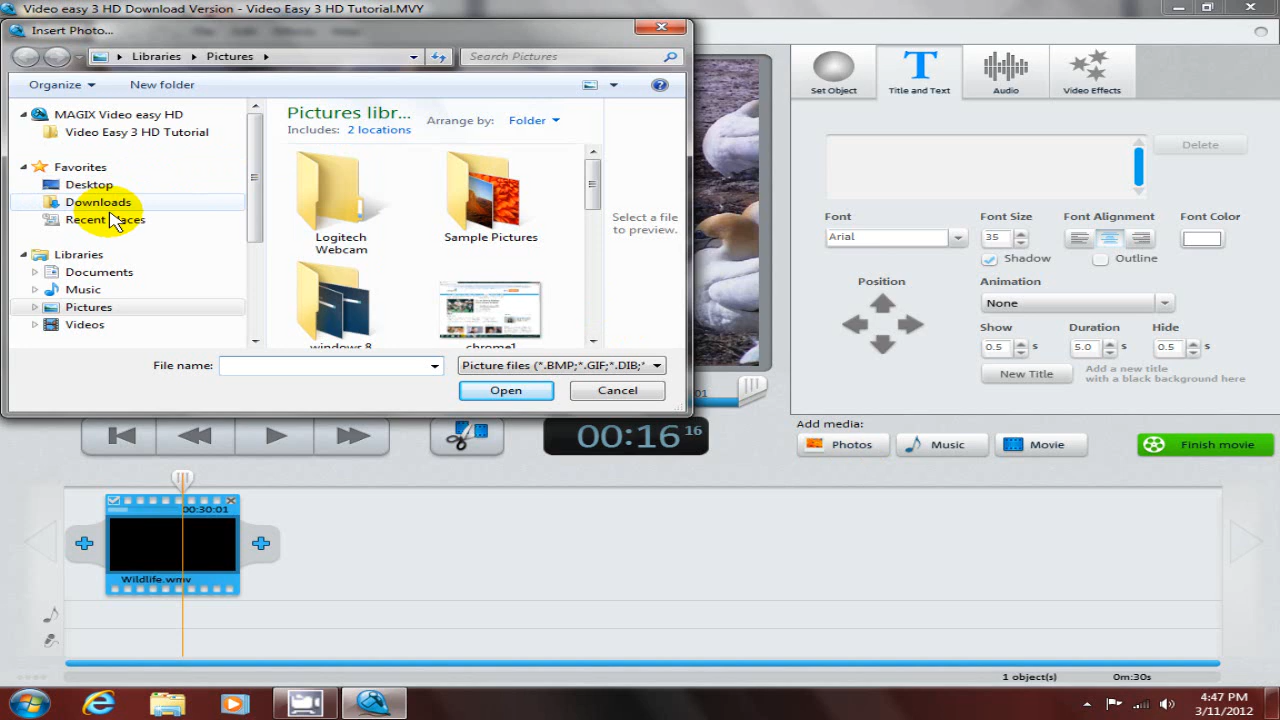 Video easy 3 HD Download Version - Video Easy 3 HD Tutorial.MVY
Insert Photo...
Libraries
Pictures
Search Pictures
Organize
New folder
MAGIX Video easy HD
Video Easy 3 HD Tutorial
Favorites
Desktop
Downloads
Recent Places
Libraries
Documents
Music
Pictures
Videos
Pictures libr...
Includes: 2 locations
Arrange by: Folder
Logitech
Webcam
Sample Pictures
windows 8
chrome1
Select a file
to preview.
File name:
Picture files (*.BMP;*.GIF;*.DIB;*
Open
Cancel
Set Object
Title and Text
Audio
Video Effects
Delete
Font
Font Size
Font Alignment
Font Color
Arial
35
Shadow
Outline
Position
Animation
None
Show
Duration
Hide
0.5 s
5.0 s
0.5 s
New Title
Add a new title
with a black background here
01
00:16 16
Add media:
Photos
Music
Movie
Finish movie
00:30:01
Wildlife.wmv
1 object(s)
0m:30s
4:47 PM
3/11/2012